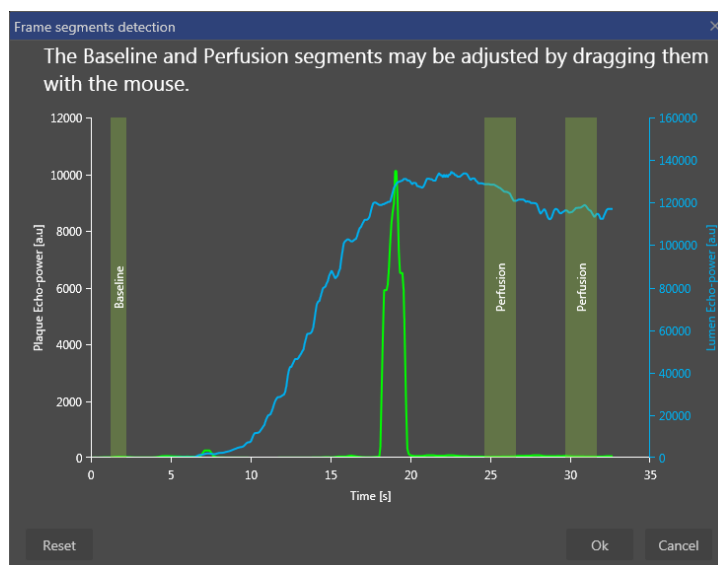 Frame segments detection
×
The Baseline and Perfusion segments may be adjusted by dragging them
with the mouse.
12000
10000
8000
6000
4000
2000
0
Plaque Echo-power [a.u]
160000
140000
120000
100000
80000
60000
40000
20000
0
Lumen Echo-power [a.u]
Baseline
Perfusion
Perfusion
0 5 10 15 20 25 30 35
Time [s]
Reset Ok Cancel